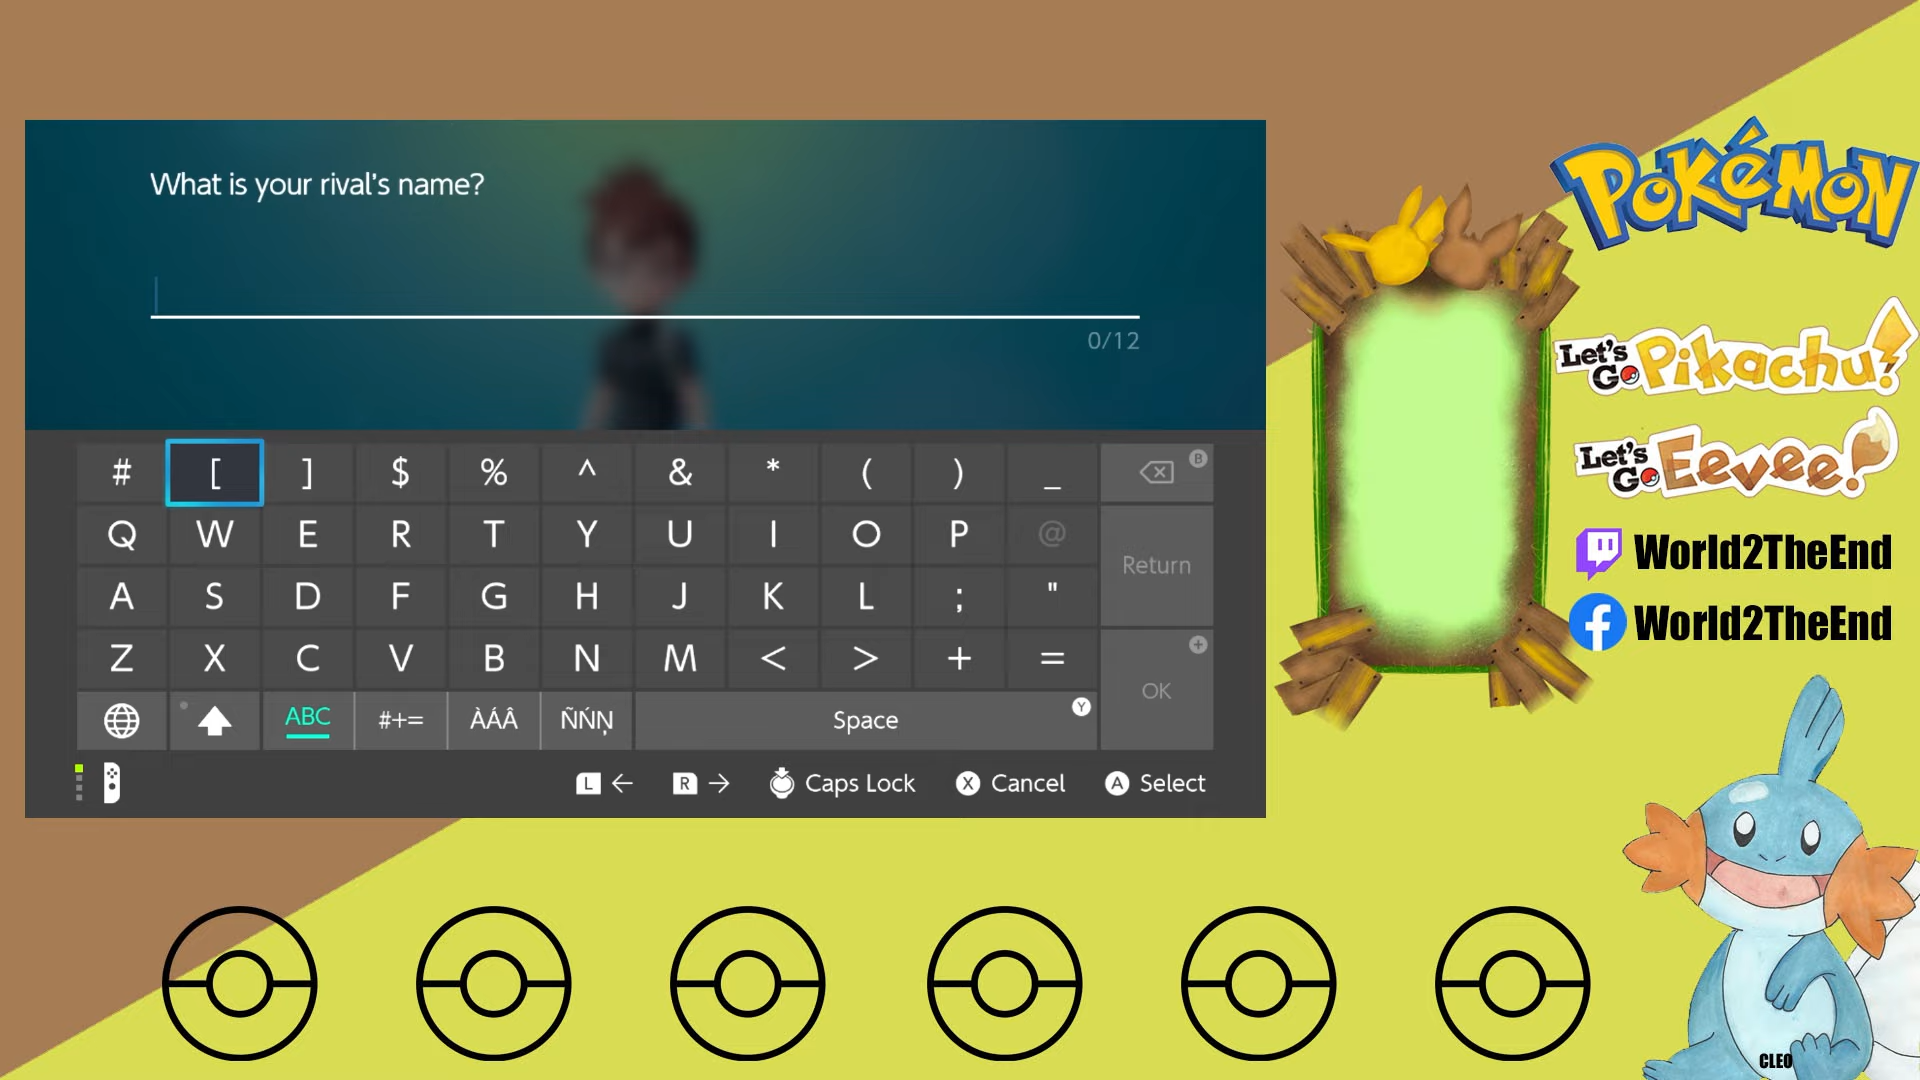 What is your rival's name?
0/12
# [ ] $ % ^ & * ( ) _ B
Q W E R T Y U I O P @ Return
A S D F G H J K L ; "
Z X C V B N M < > + = OK
ABC #+= ÀÁÂ ÑŃŅ Space Y
L ← R → Caps Lock X Cancel A Select
POKéMON
Let's Go Pikachu!
Let's Go Eevee!
World2TheEnd
World2TheEnd
CLEO